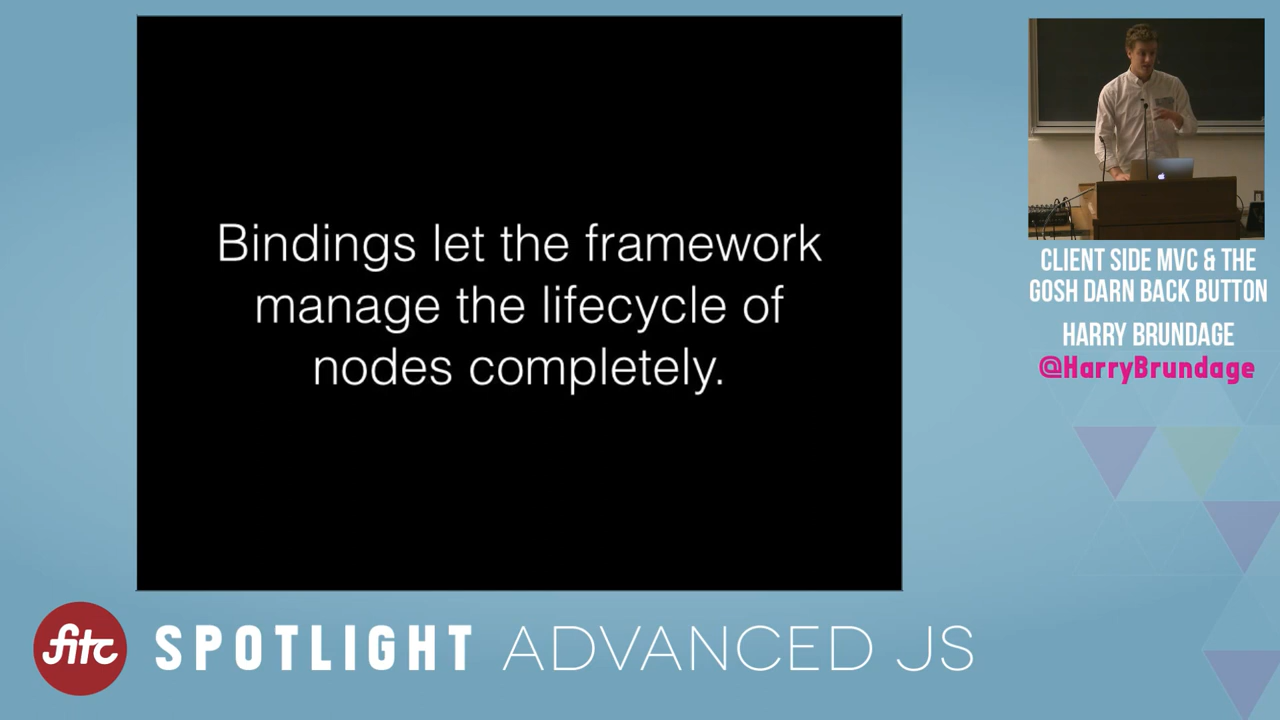 Bindings let the framework
manage the lifecycle of
nodes completely.
CLIENT SIDE MVC & THE
GOSH DARN BACK BUTTON
HARRY BRUNDAGE
@HarryBrundage
fitc
SPOTLIGHT ADVANCED JS